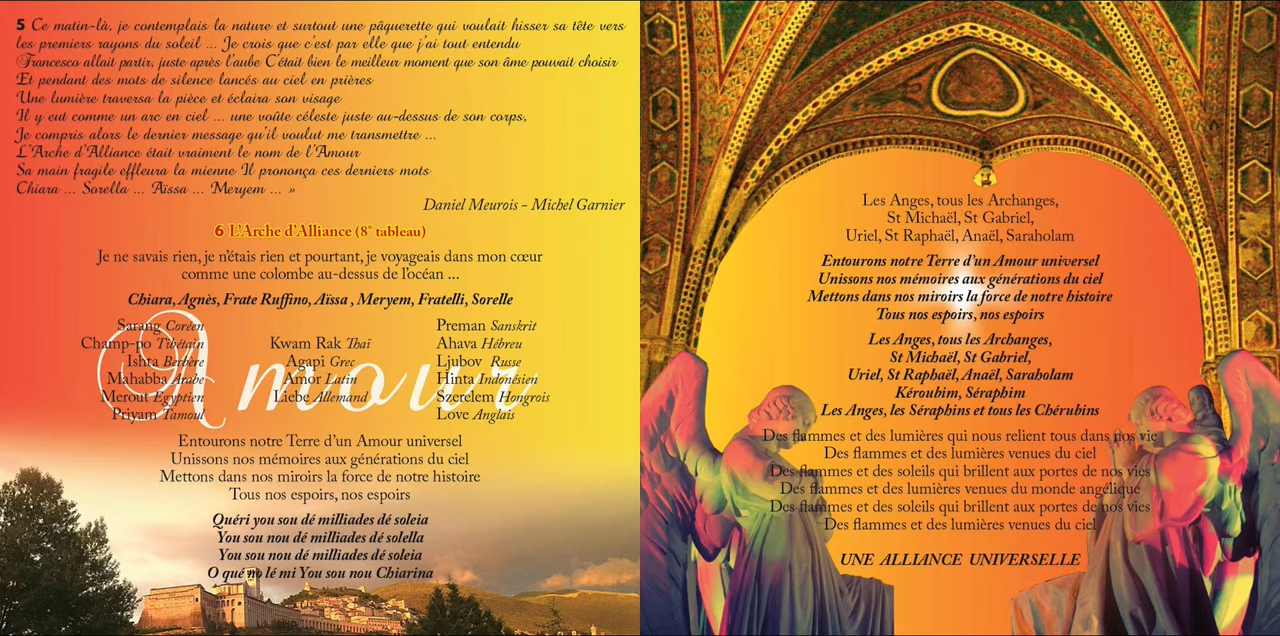 5 Ce matin-là, je contemplais la nature et surtout une pâquerette qui voulait hisser sa tête vers
les premiers rayons du soleil ... Je crois que c'est par elle que j'ai tout entendu
Francesco allait partir, juste après l'aube C'était bien le meilleur moment que son âme pouvait choisir
Et pendant des mots de silence lancés au ciel en prières
Une lumière traversa la pièce et éclaira son visage
Il y eut comme un arc en ciel ... une voûte céleste juste au-dessus de son corps,
Je compris alors le dernier message qu'il voulut me transmettre ...
L'Arche d'Alliance était vraiment le nom de l'Amour
Sa main fragile effleura la mienne Il prononça ces derniers mots
Chiara ... Sorella ... Aïssa ... Meryem ... »
Daniel Meurois - Michel Garnier
6 L'Arche d'Alliance (8° tableau)
Je ne savais rien, je n'étais rien et pourtant, je voyageais dans mon cœur
comme une colombe au-dessus de l'océan ...
Chiara, Agnès, Frate Ruffino, Aïssa , Meryem, Fratelli, Sorelle
Amour
Sarang Coréen
Champ-po Tibétain
Ishta Berbère
Mahabba Arabe
Merout Egyptien
Priyam Tamoul
Kwam Rak Thaï
Agapi Grec
Amor Latin
Liebe Allemand
Preman Sanskrit
Ahava Hébreu
Ljubov Russe
Hinta Indonésien
Szerelem Hongrois
Love Anglais
Entourons notre Terre d'un Amour universel
Unissons nos mémoires aux générations du ciel
Mettons dans nos miroirs la force de notre histoire
Tous nos espoirs, nos espoirs
Quéri you sou dé milliades dé soleia
You sou nou dé milliades dé solella
You sou nou dé milliades dé soleia
O qué no lé mi You sou nou Chiarina
Les Anges, tous les Archanges,
St Michaël, St Gabriel,
Uriel, St Raphaël, Anaël, Saraholam
Entourons notre Terre d'un Amour universel
Unissons nos mémoires aux générations du ciel
Mettons dans nos miroirs la force de notre histoire
Tous nos espoirs, nos espoirs
Les Anges, tous les Archanges,
St Michaël, St Gabriel,
Uriel, St Raphaël, Anaël, Saraholam
Kéroubim, Séraphim
Les Anges, les Séraphins et tous les Chérubins
Des flammes et des lumières qui nous relient tous dans nos vie
Des flammes et des lumières venues du ciel
Des flammes et des soleils qui brillent aux portes de nos vies
Des flammes et des lumières venues du monde angélique
Des flammes et des soleils qui brillent aux portes de nos vies
Des flammes et des lumières venues du ciel
UNE ALLIANCE UNIVERSELLE